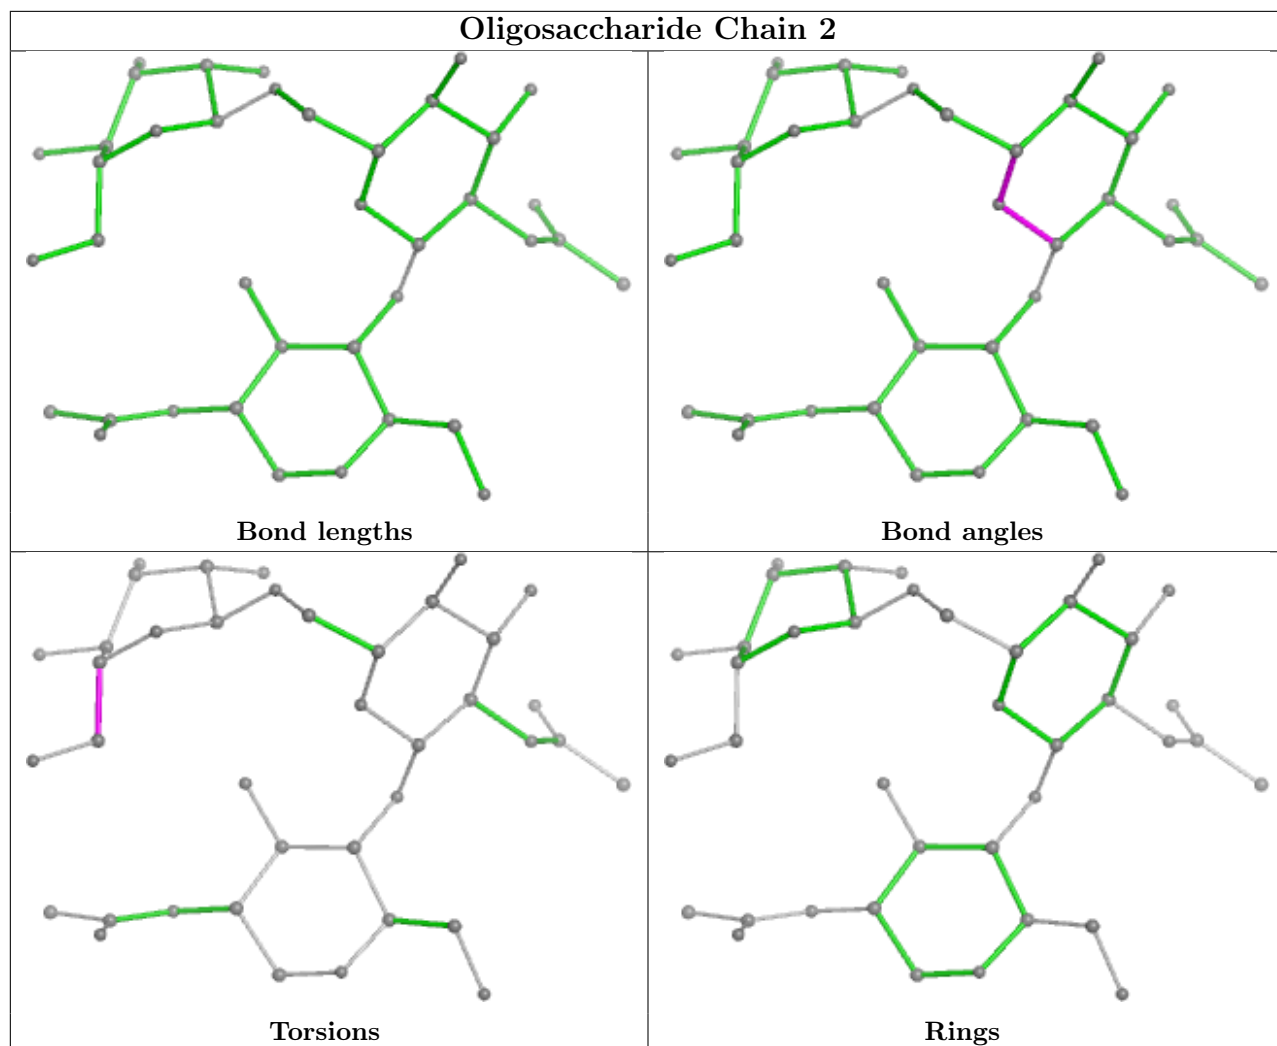 Oligosaccharide Chain 2
Bond lengths
Bond angles
Torsions
Rings